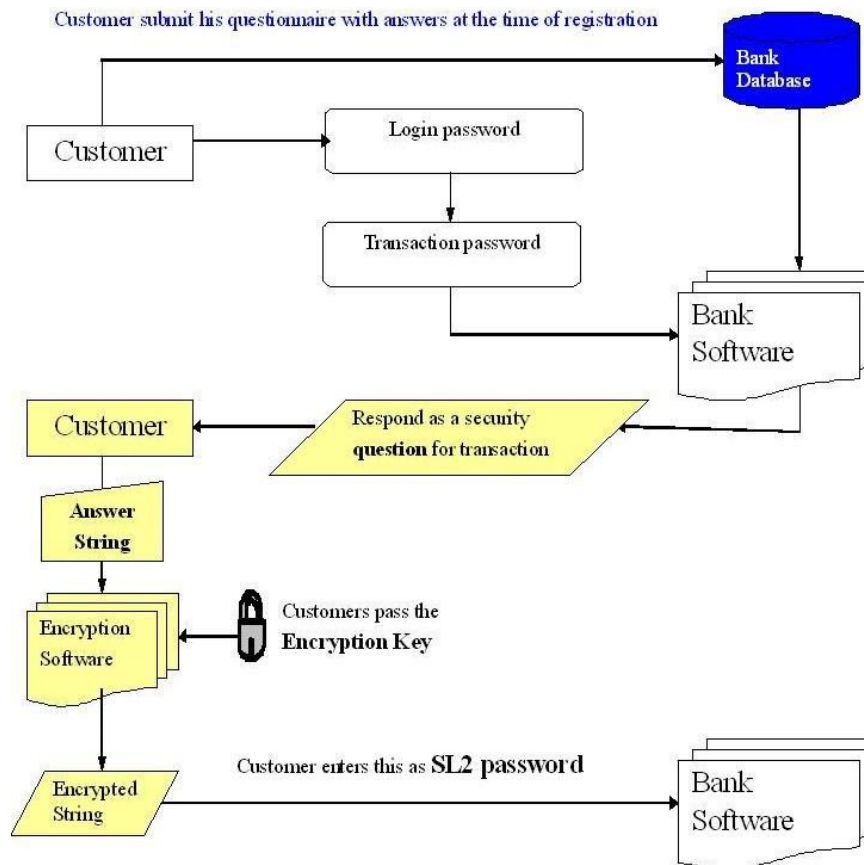 Customer submit his questionnaire with answers at the time of registration
Bank
Database
Login password
Customer
Transaction password
Bank
Software
Customer
Respond as a security
question for transaction
Answer
String
Encryption
Software
Customers pass the
Encryption Key
Customer enters this as SL2 password
Encrypted
String
Bank
Software